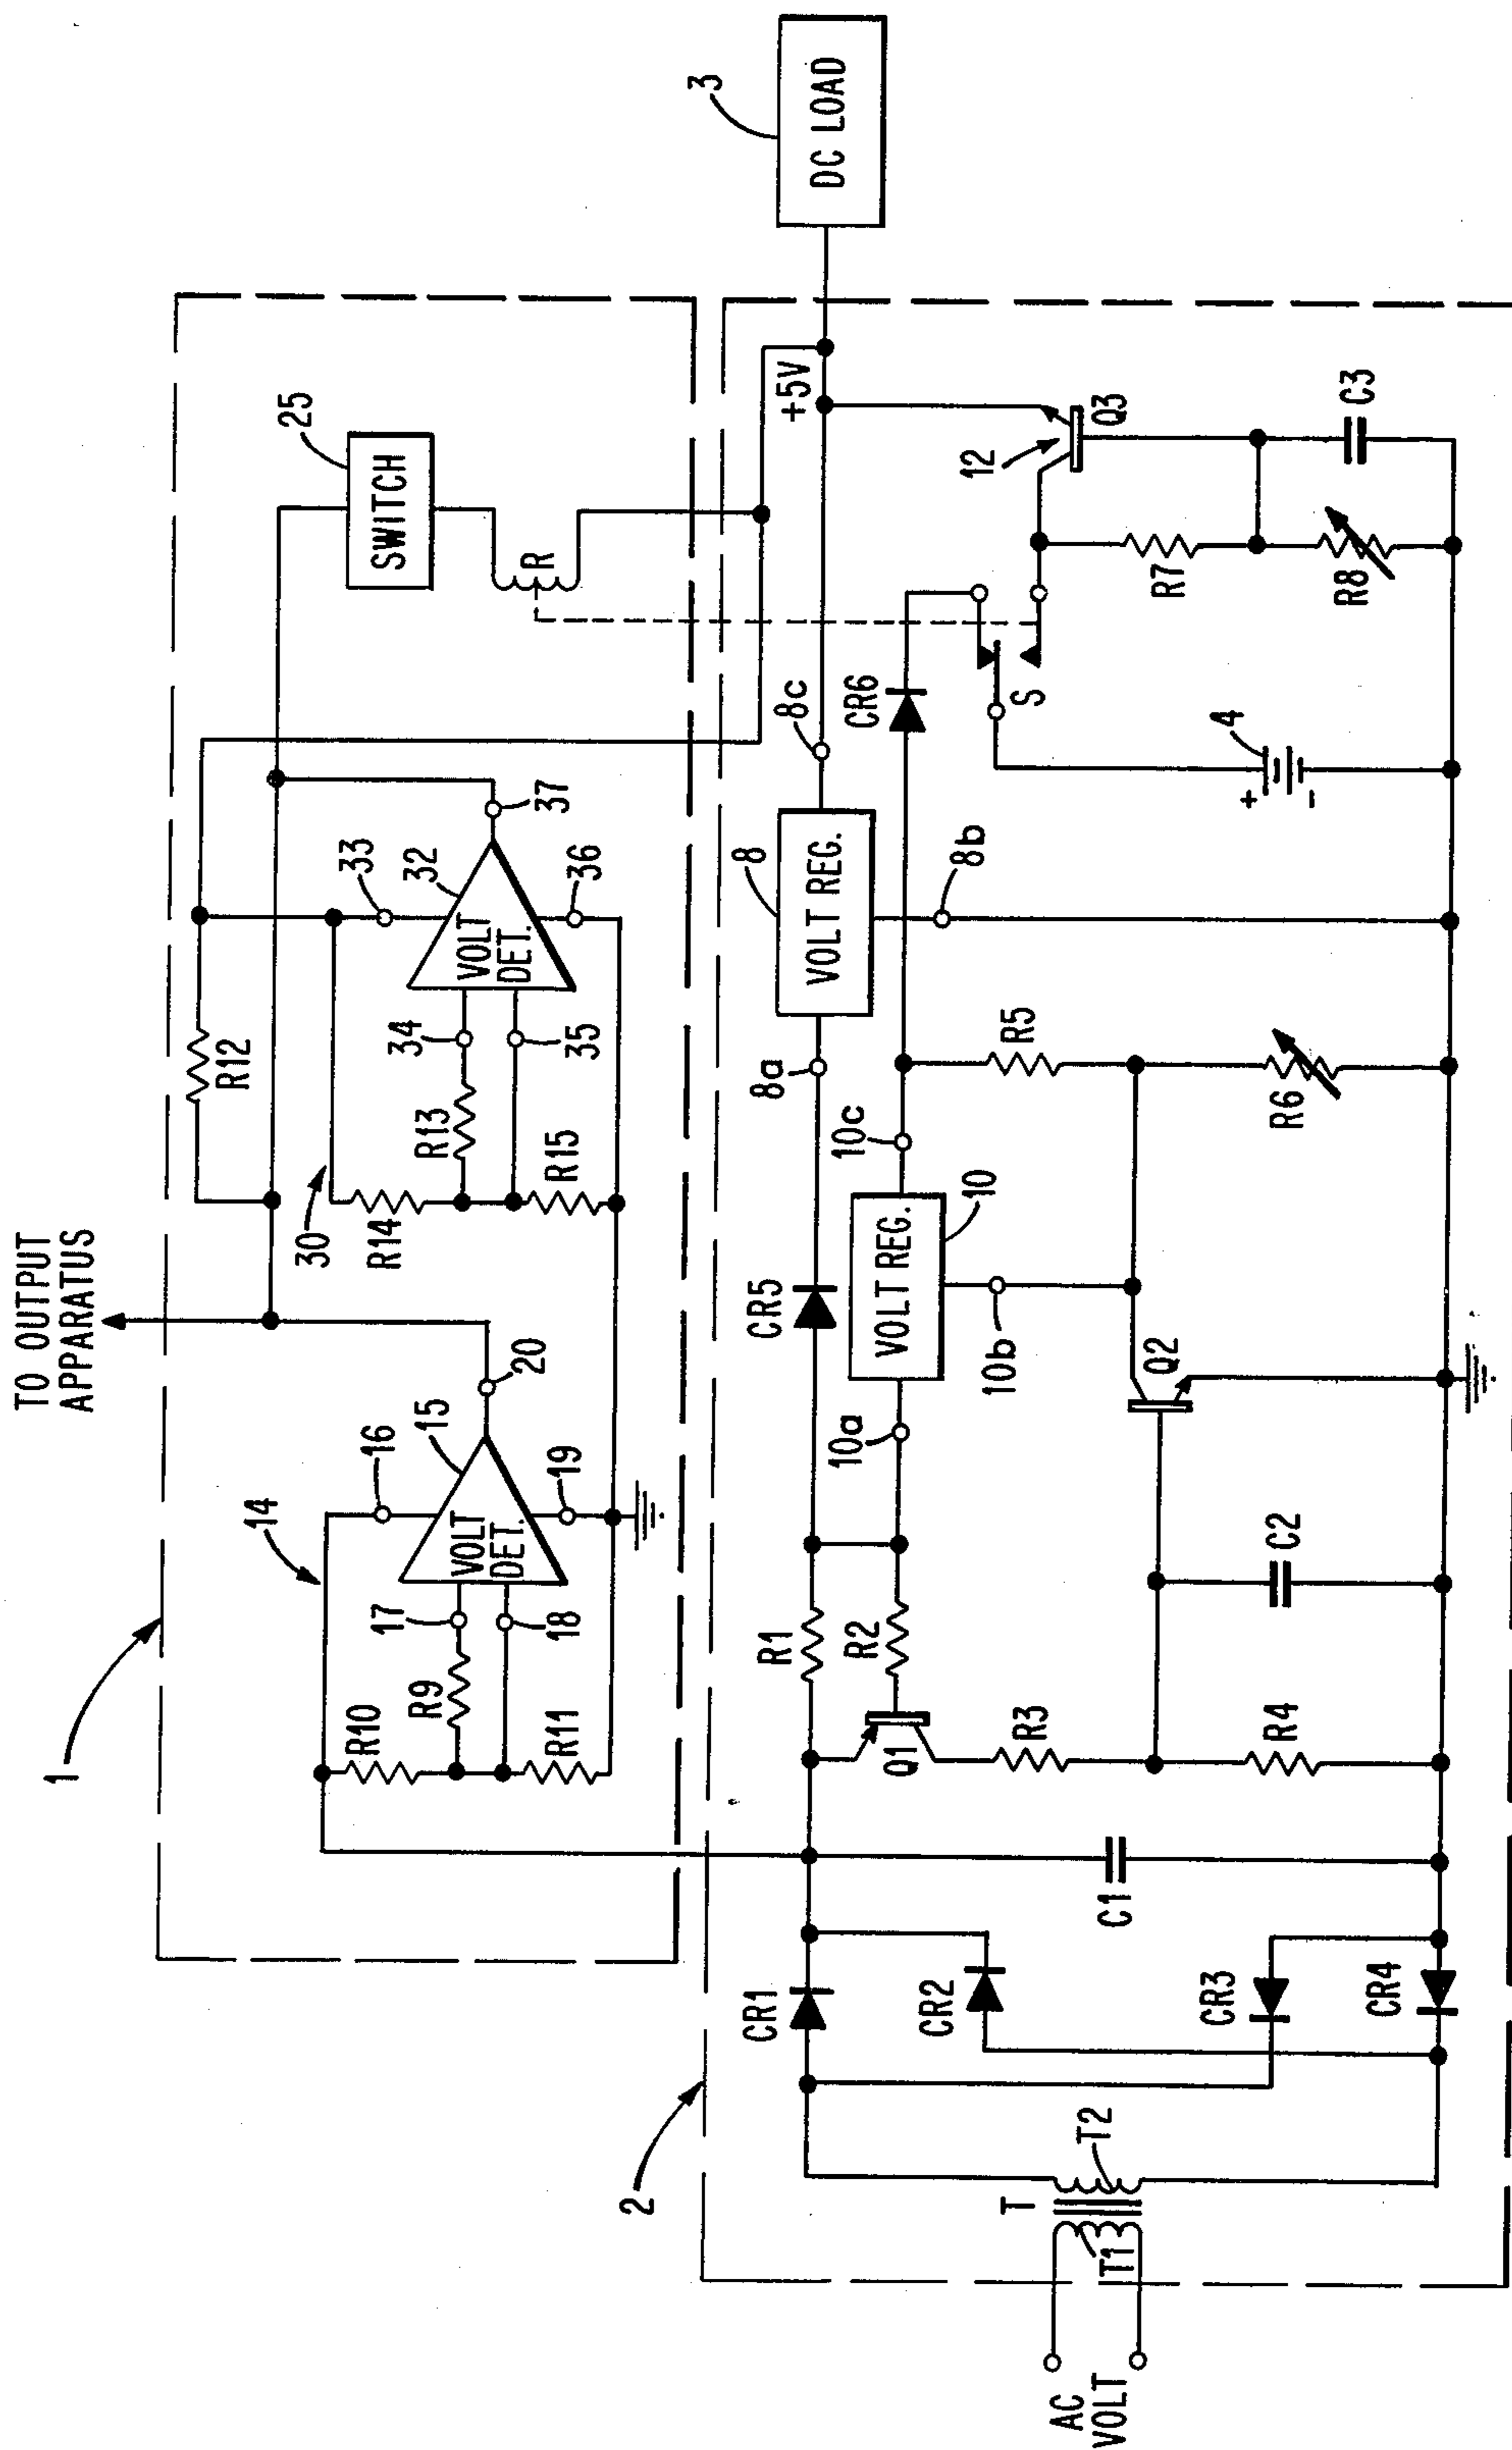 TO OUTPUT
APPARATUS
1
14
16
15
17
VOLT
DET.
18
19
20
R10
R9
R11
30
R12
33
32
34
VOLT
DET.
35
36
37
R14
R13
R15
25
SWITCH
R
3
DC LOAD
2
AC
VOLT
T
T1
T2
CR1
CR2
CR3
CR4
C1
R1
R2
Q1
R3
R4
C2
Q2
CR5
10a
VOLT REG.
10
10b
10c
8a
8
VOLT REG.
8b
8c
R5
R6
CR6
+5V
S
4
+
-
12
Q3
R7
R8
C3